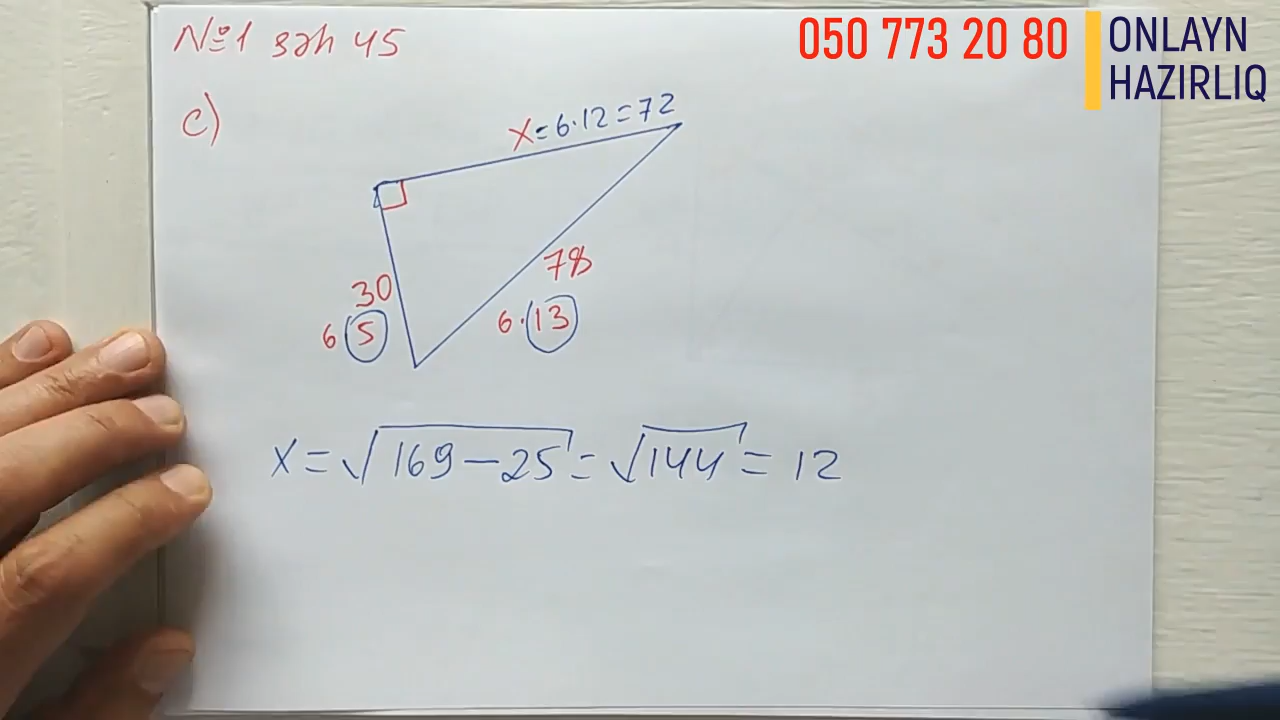 №1 səh 45
050 773 20 80
ONLAYN
HAZIRLIQ
c)
x=6·12=72
30
6(5
78
6·13
x=√169-25=√144=12